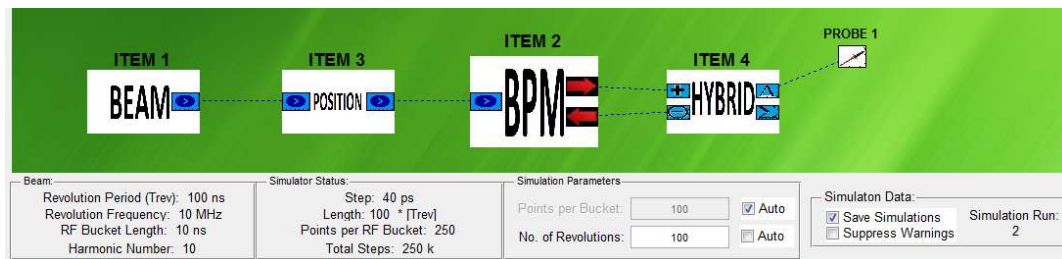 ITEM 1
BEAM
ITEM 3
POSITION
ITEM 2
BPM
ITEM 4
HYBRID
PROBE 1
Beam:
Revolution Period (Trev): 100 ns
Revolution Frequency: 10 MHz
RF Bucket Length: 10 ns
Harmonic Number: 10
Simulator Status:
Step: 40 ps
Length: 100 * [Trev]
Points per RF Bucket: 250
Total Steps: 250 k
Simulation Parameters
Points per Bucket: 100 Auto
No. of Revolutions: 100 Auto
Simulaton Data:
Save Simulations
Suppress Warnings
Simulation Run:
2